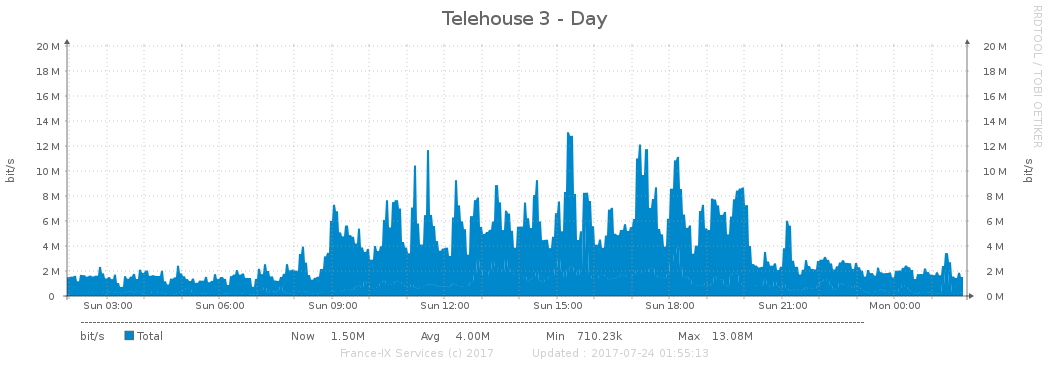 Telehouse 3 - Day
RRDTOOL / TOBI OETIKER
bit/s
bit/s
20 M 20 M
18 M 18 M
16 M 16 M
14 M 14 M
12 M 12 M
10 M 10 M
8 M 8 M
6 M 6 M
4 M 4 M
2 M 2 M
0 0 M
Sun 03:00 Sun 06:00 Sun 09:00 Sun 12:00 Sun 15:00 Sun 18:00 Sun 21:00 Mon 00:00
bit/s Total Now 1.50M Avg 4.00M Min 710.23k Max 13.08M
France-IX Services (c) 2017 Updated : 2017-07-24 01:55:13